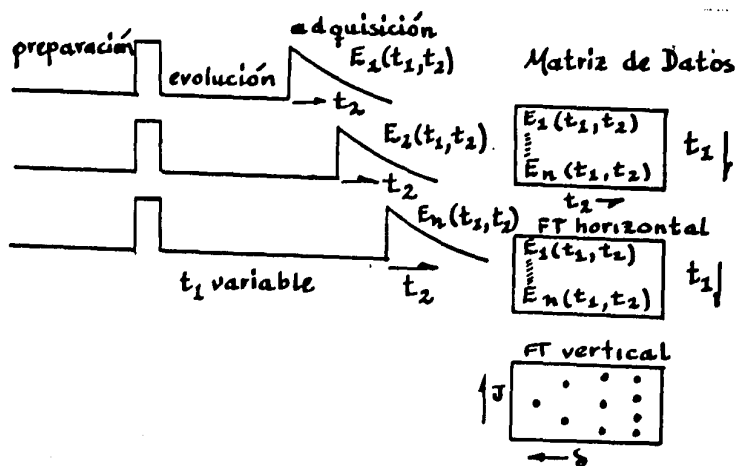 preparación
evolución
adquisición
E₁(t₁,t₂)
t₂
E₂(t₁,t₂)
t₂
En(t₁,t₂)
t₁ variable
t₂
Matriz de Datos
E₁(t₁,t₂)
En(t₁,t₂)
t₁
t₂
FT horizontal
E₁(t₁,t₂)
En(t₁,t₂)
t₁
FT vertical
J
δ